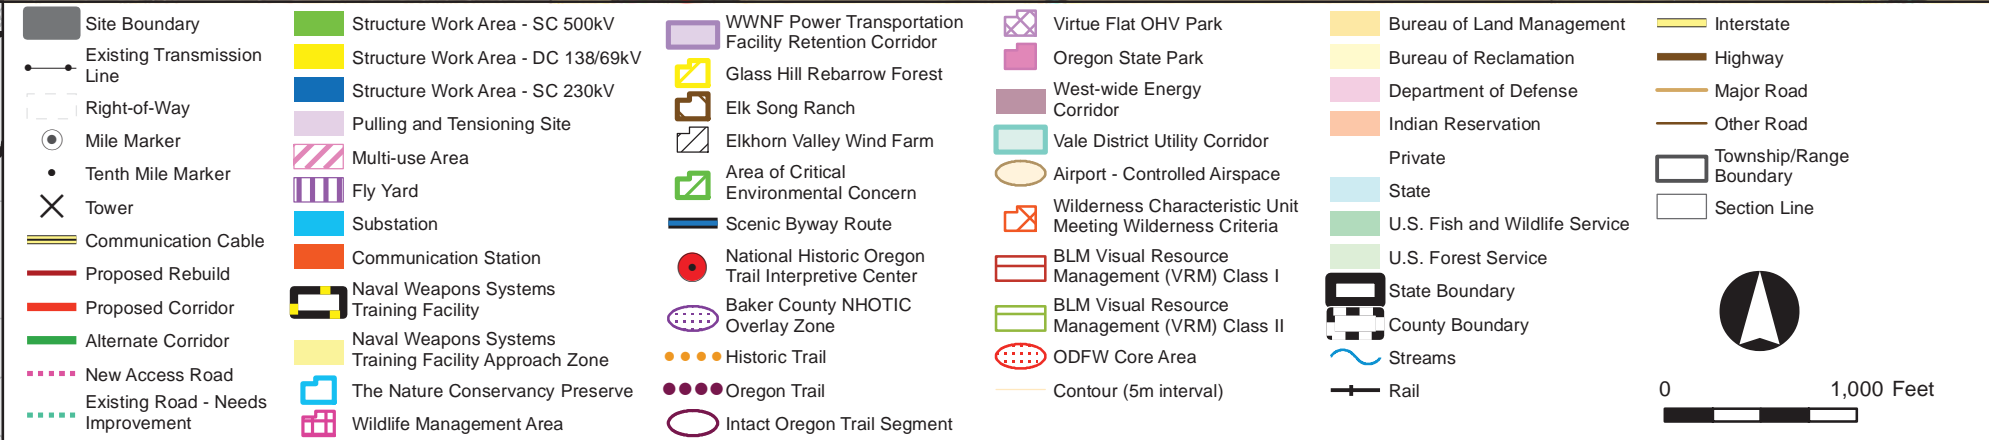 Site Boundary
Existing Transmission
Line
Right-of-Way
Mile Marker
Tenth Mile Marker
Tower
Communication Cable
Proposed Rebuild
Proposed Corridor
Alternate Corridor
New Access Road
Existing Road - Needs
Improvement
Structure Work Area - SC 500kV
Structure Work Area - DC 138/69kV
Structure Work Area - SC 230kV
Pulling and Tensioning Site
Multi-use Area
Fly Yard
Substation
Communication Station
Naval Weapons Systems
Training Facility
Naval Weapons Systems
Training Facility Approach Zone
The Nature Conservancy Preserve
Wildlife Management Area
WWNF Power Transportation
Facility Retention Corridor
Glass Hill Rebarrow Forest
Elk Song Ranch
Elkhorn Valley Wind Farm
Area of Critical
Environmental Concern
Scenic Byway Route
National Historic Oregon
Trail Interpretive Center
Baker County NHOTIC
Overlay Zone
Historic Trail
Oregon Trail
Intact Oregon Trail Segment
Virtue Flat OHV Park
Oregon State Park
West-wide Energy
Corridor
Vale District Utility Corridor
Airport - Controlled Airspace
Wilderness Characteristic Unit
Meeting Wilderness Criteria
BLM Visual Resource
Management (VRM) Class I
BLM Visual Resource
Management (VRM) Class II
ODFW Core Area
Contour (5m interval)
Bureau of Land Management
Bureau of Reclamation
Department of Defense
Indian Reservation
Private
State
U.S. Fish and Wildlife Service
U.S. Forest Service
State Boundary
County Boundary
Streams
Rail
Interstate
Highway
Major Road
Other Road
Township/Range
Boundary
Section Line
0 1,000 Feet